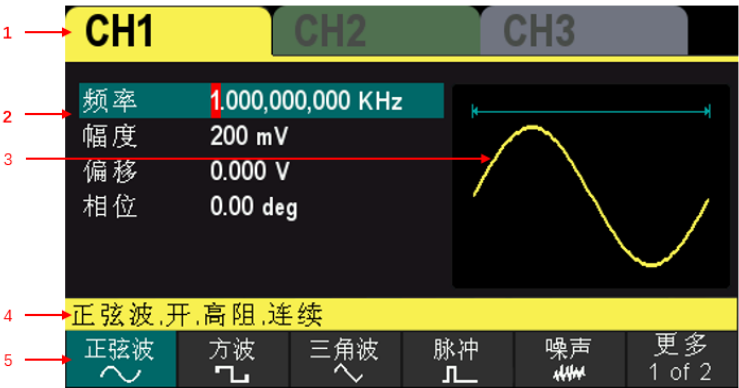 1 CH1 CH2 CH3
2 频率 1.000,000,000 KHz
幅度 200 mV
3 偏移 0.000 V
相位 0.00 deg
4 正弦波,开,高阻,连续
5 正弦波 方波 三角波 脉冲 噪声 更多
1 of 2